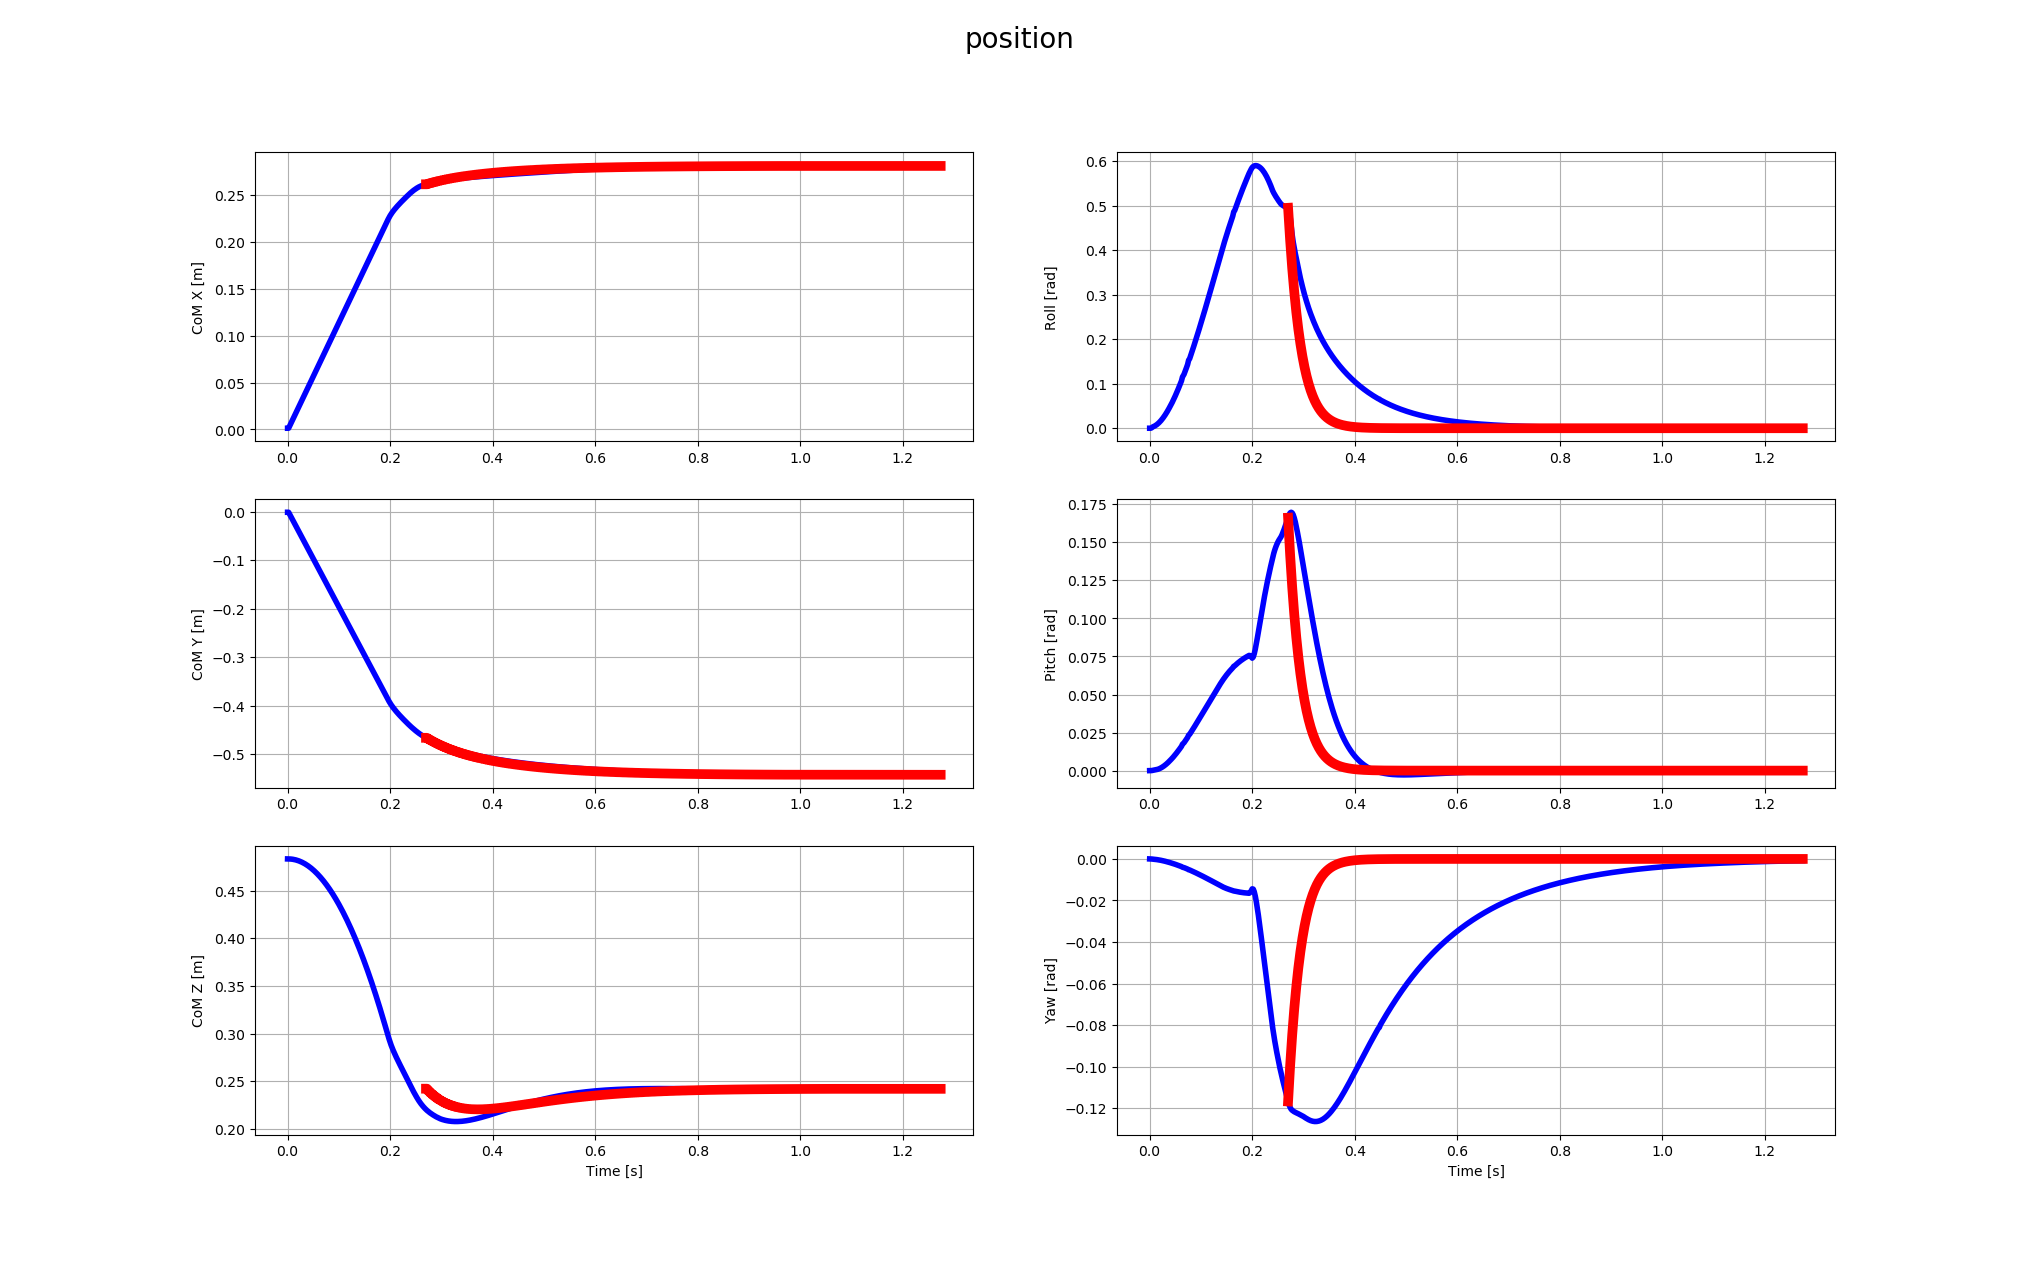 position
CoM X [m]
0.25
0.20
0.15
0.10
0.05
0.00
0.0 0.2 0.4 0.6 0.8 1.0 1.2
Roll [rad]
0.6
0.5
0.4
0.3
0.2
0.1
0.0
0.0 0.2 0.4 0.6 0.8 1.0 1.2
CoM Y [m]
0.0
−0.1
−0.2
−0.3
−0.4
−0.5
0.0 0.2 0.4 0.6 0.8 1.0 1.2
Pitch [rad]
0.175
0.150
0.125
0.100
0.075
0.050
0.025
0.000
0.0 0.2 0.4 0.6 0.8 1.0 1.2
CoM Z [m]
0.45
0.40
0.35
0.30
0.25
0.20
0.0 0.2 0.4 0.6 0.8 1.0 1.2
Time [s]
Yaw [rad]
0.00
−0.02
−0.04
−0.06
−0.08
−0.10
−0.12
0.0 0.2 0.4 0.6 0.8 1.0 1.2
Time [s]